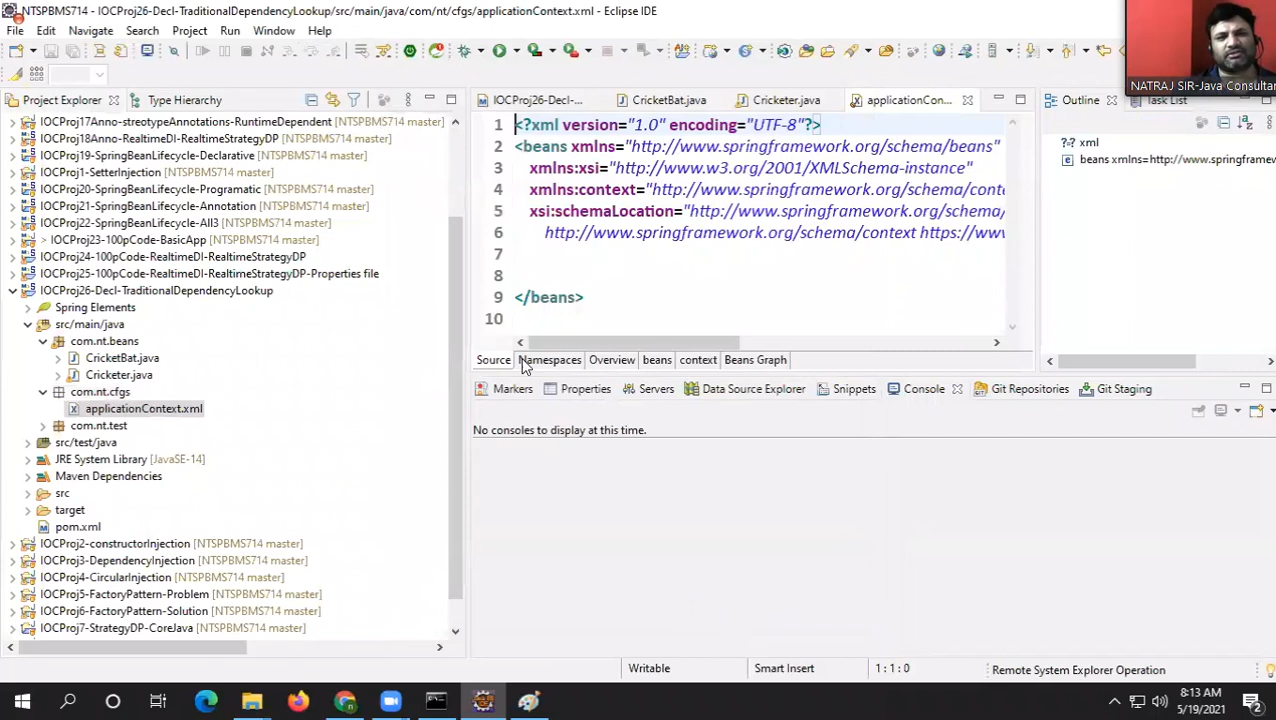 NTSPBMS714 - IOCProj26-Decl-TraditionalDependencyLookup/src/main/java/com/nt/cfgs/applicationContext.xml - Eclipse IDE
File Edit Navigate Search Project Run Window Help
NATRAJ SIR-Java Consultan
Project Explorer
Type Hierarchy
IOCProj17Anno-streotypeAnnotations-RuntimeDependent [NTSPBMS714 master]
IOCProj18Anno-RealtimeDI-RealtimeStrategyDP [NTSPBMS714 master]
IOCProj19-SpringBeanLifecycle-Declarative [NTSPBMS714 master]
IOCProj1-SetterInjection [NTSPBMS714 master]
IOCProj20-SpringBeanLifecycle-Programatic [NTSPBMS714 master]
IOCProj21-SpringBeanLifecycle-Annotation [NTSPBMS714 master]
IOCProj22-SpringBeanLifecycle-All3 [NTSPBMS714 master]
> IOCProj23-100pCode-BasicApp [NTSPBMS714 master]
IOCProj24-100pCode-RealtimeDI-RealtimeStrategyDP
IOCProj25-100pCode-RealtimeDI-RealtimeStrategyDP-Properties file
IOCProj26-Decl-TraditionalDependencyLookup
Spring Elements
src/main/java
com.nt.beans
CricketBat.java
Cricketer.java
com.nt.cfgs
applicationContext.xml
com.nt.test
src/test/java
JRE System Library [JavaSE-14]
Maven Dependencies
src
target
pom.xml
IOCProj2-constructorInjection [NTSPBMS714 master]
IOCProj3-DependencyInjection [NTSPBMS714 master]
IOCProj4-CircularInjection [NTSPBMS714 master]
IOCProj5-FactoryPattern-Problem [NTSPBMS714 master]
IOCProj6-FactoryPattern-Solution [NTSPBMS714 master]
IOCProj7-StrategyDP-CoreJava [NTSPBMS714 master]
IOCProj26-Decl-... CricketBat.java Cricketer.java applicationCon...
1 <?xml version="1.0" encoding="UTF-8"?>
2 <beans xmlns="http://www.springframework.org/schema/beans"
3 xmlns:xsi="http://www.w3.org/2001/XMLSchema-instance"
4 xmlns:context="http://www.springframework.org/schema/conte
5 xsi:schemaLocation="http://www.springframework.org/schema/
6 http://www.springframework.org/schema/context https://www
7
8
9 </beans>
10
Source Namespaces Overview beans context Beans Graph
Outline Task List
?-? xml
e beans xmlns=http://www.springframew
Markers Properties Servers Data Source Explorer Snippets Console Git Repositories Git Staging
No consoles to display at this time.
Writable Smart Insert 1 : 1 : 0 Remote System Explorer Operation
8:13 AM
5/19/2021
2